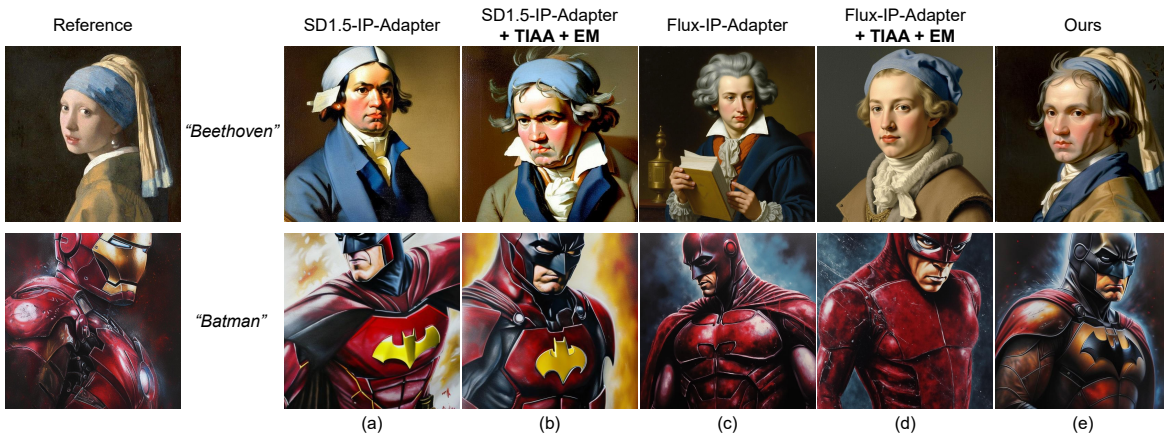 Reference
SD1.5-IP-Adapter
SD1.5-IP-Adapter
+ TIAA + EM
Flux-IP-Adapter
Flux-IP-Adapter
+ TIAA + EM
Ours
“Beethoven”
“Batman”
(a)
(b)
(c)
(d)
(e)